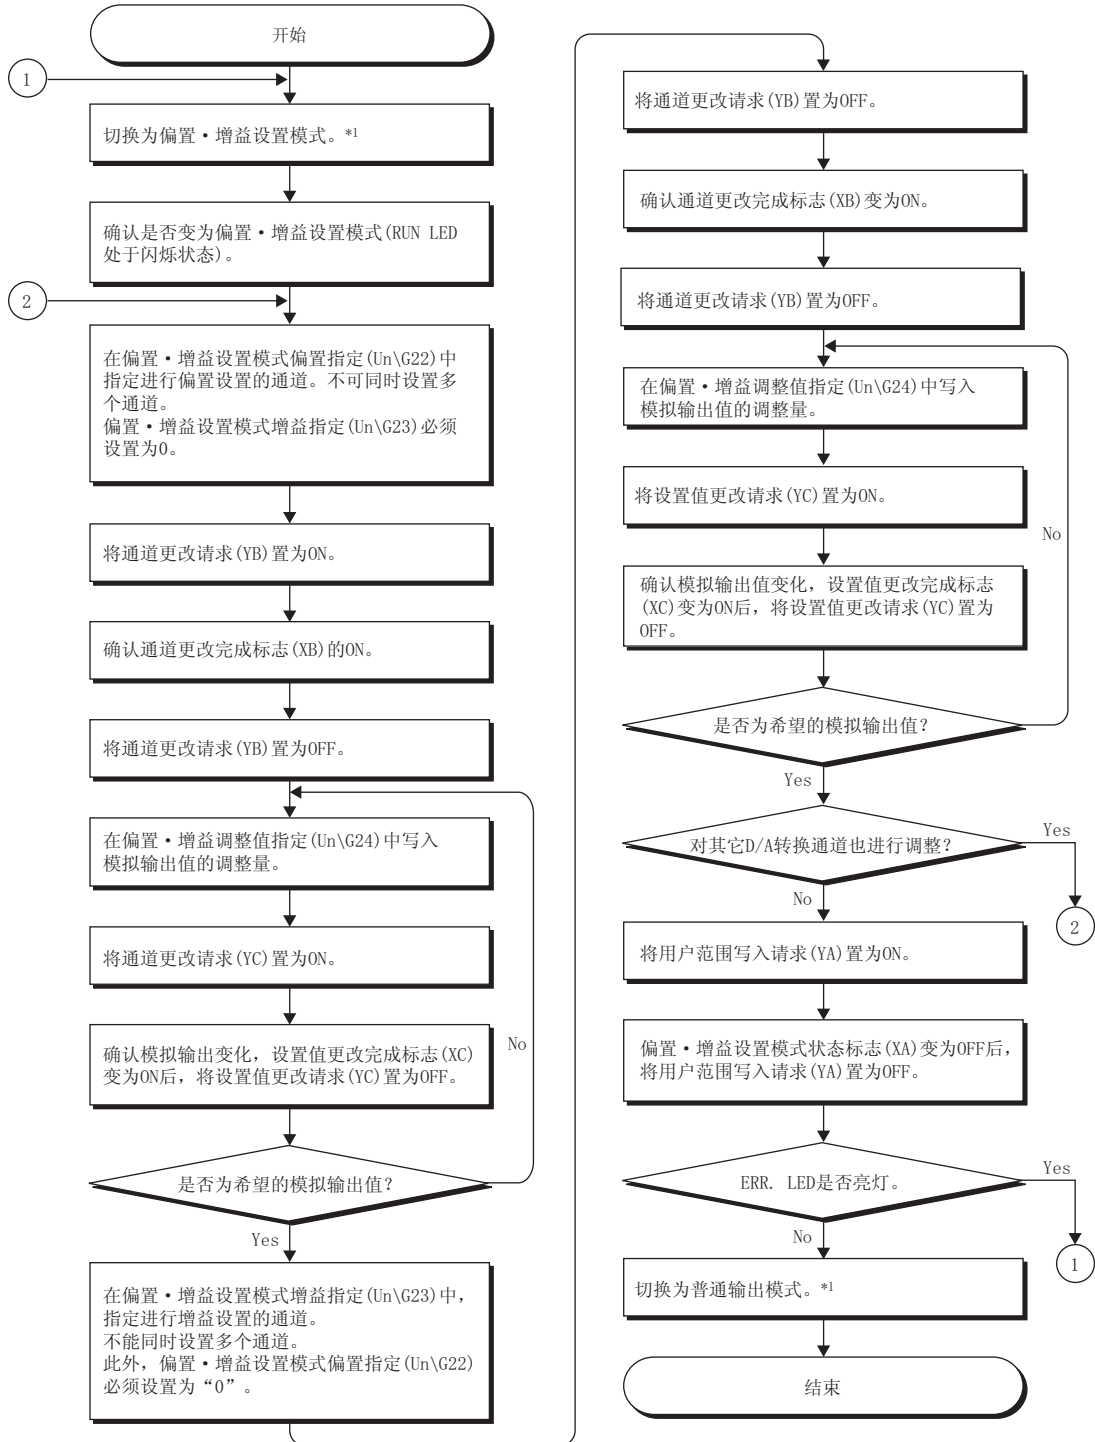 开始
1
切换为偏置·增益设置模式。*1
确认是否变为偏置·增益设置模式(RUN LED
处于闪烁状态)。
2
在偏置·增益设置模式偏置指定(Un\G22)中
指定进行偏置设置的通道。不可同时设置多
个通道。
偏置·增益设置模式增益指定(Un\G23)必须
设置为0。
将通道更改请求(YB)置为ON。
确认通道更改完成标志(XB)的ON。
将通道更改请求(YB)置为OFF。
在偏置·增益调整值指定(Un\G24)中写入
模拟输出值的调整量。
将通道更改请求(YC)置为ON。
确认模拟输出变化，设置值更改完成标志(XC)
变为ON后，将设置值更改请求(YC)置为OFF。
No
是否为希望的模拟输出值？
Yes
在偏置·增益设置模式增益指定(Un\G23)中，
指定进行增益设置的通道。
不能同时设置多个通道。
此外，偏置·增益设置模式偏置指定(Un\G22)
必须设置为“0”。
将通道更改请求(YB)置为OFF。
确认通道更改完成标志(XB)变为ON。
将通道更改请求(YB)置为OFF。
在偏置·增益调整值指定(Un\G24)中写入
模拟输出值的调整量。
将设置值更改请求(YC)置为ON。
No
确认模拟输出值变化，设置值更改完成标志
(XC)变为ON后，将设置值更改请求(YC)置为
OFF。
是否为希望的模拟输出值？
Yes
对其它D/A转换通道也进行调整？
Yes
No
2
将用户范围写入请求(YA)置为ON。
偏置·增益设置模式状态标志(XA)变为OFF后，
将用户范围写入请求(YA)置为OFF。
ERR. LED是否亮灯。
Yes
No
1
切换为普通输出模式。*1
结束